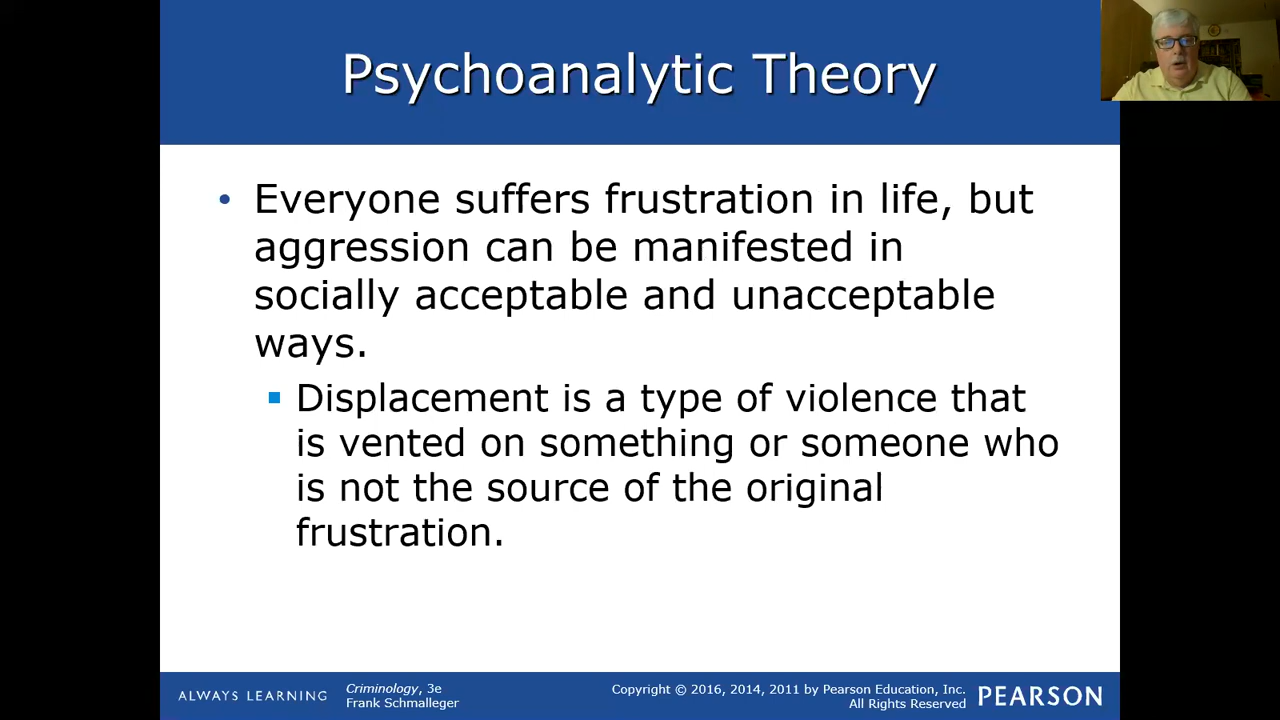 Psychoanalytic Theory
• Everyone suffers frustration in life, but
aggression can be manifested in
socially acceptable and unacceptable
ways.
▪ Displacement is a type of violence that
is vented on something or someone who
is not the source of the original
frustration.
ALWAYS LEARNING
Criminology, 3e
Frank Schmalleger
Copyright © 2016, 2014, 2011 by Pearson Education, Inc.
All Rights Reserved
PEARSON